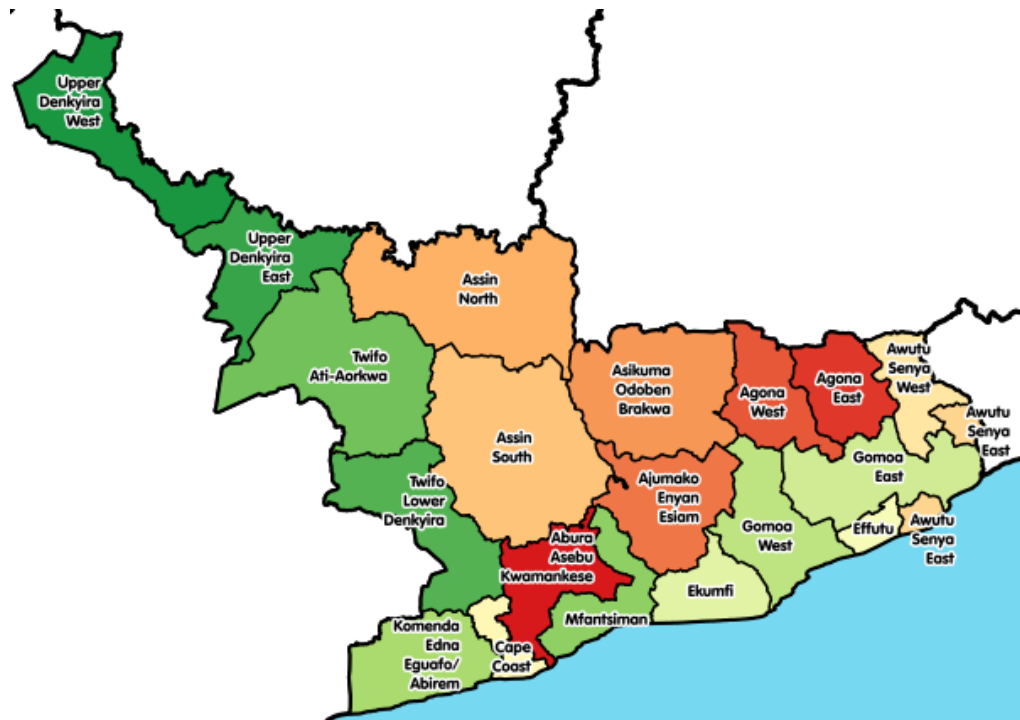 Upper
Denkyira
West
Upper
Denkyira
East
Assin
North
Twifo
Ati-Aorkwa
Asikuma
Odoben
Brakwa
Agona
West
Agona
East
Awutu
Senya
West
Awutu
Senya
East
Assin
South
Gomoa
East
Twifo
Lower
Denkyira
Ajumako
Enyan
Esiam
Gomoa
West
Effutu
Awutu
Senya
East
Abura
Asebu
Kwamankese
Ekumfi
Mfantsiman
Komenda
Edna
Eguafo/
Abirem
Cape
Coast